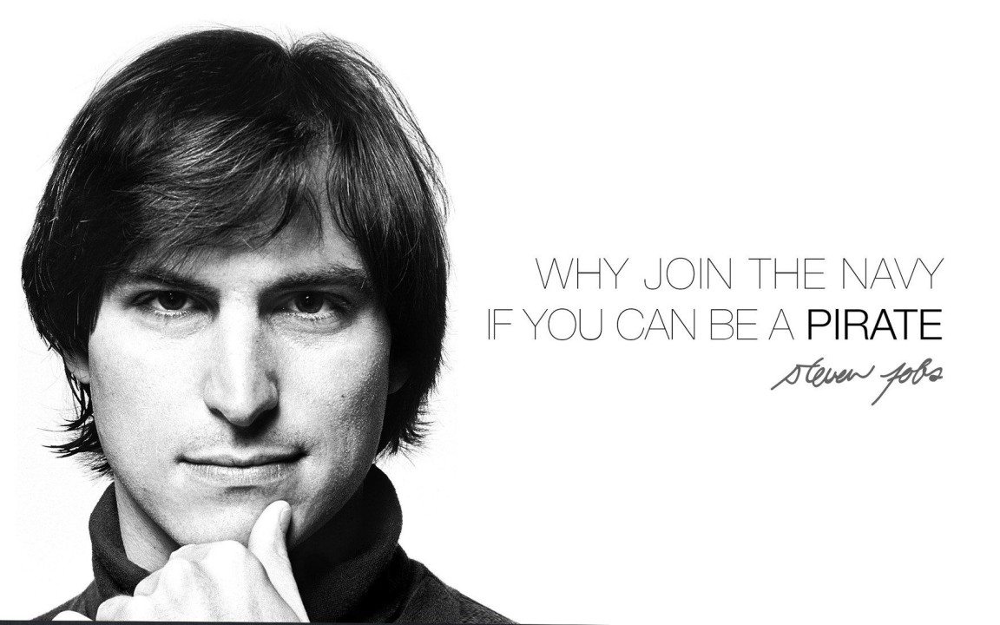 WHY JOIN THE NAVY
IF YOU CAN BE A PIRATE
steven jobs